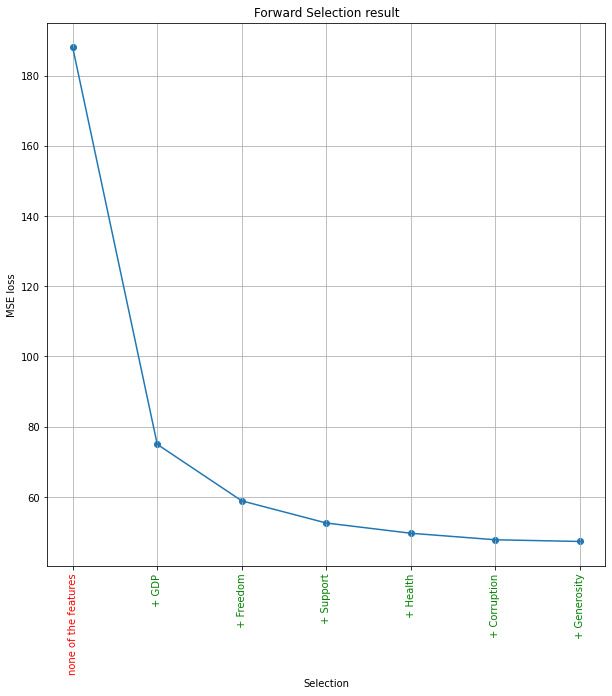 Forward Selection result
MSE loss
180
160
140
120
100
80
60
none of the features
+ GDP
+ Freedom
+ Support
+ Health
+ Corruption
+ Generosity
Selection